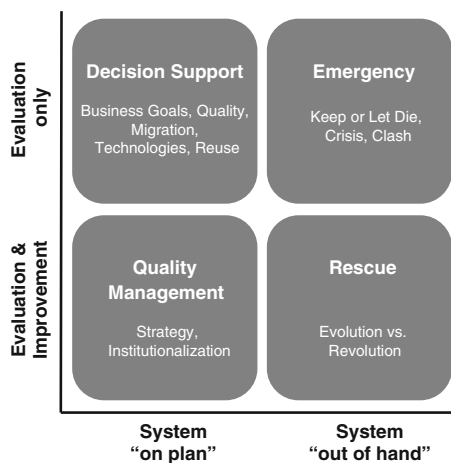 Evaluation
only
Decision Support
Business Goals, Quality,
Migration,
Technologies, Reuse
Emergency
Keep or Let Die,
Crisis, Clash
Evaluation &
Improvement
Quality
Management
Strategy,
Institutionalization
Rescue
Evolution vs.
Revolution
System
“on plan”
System
“out of hand”